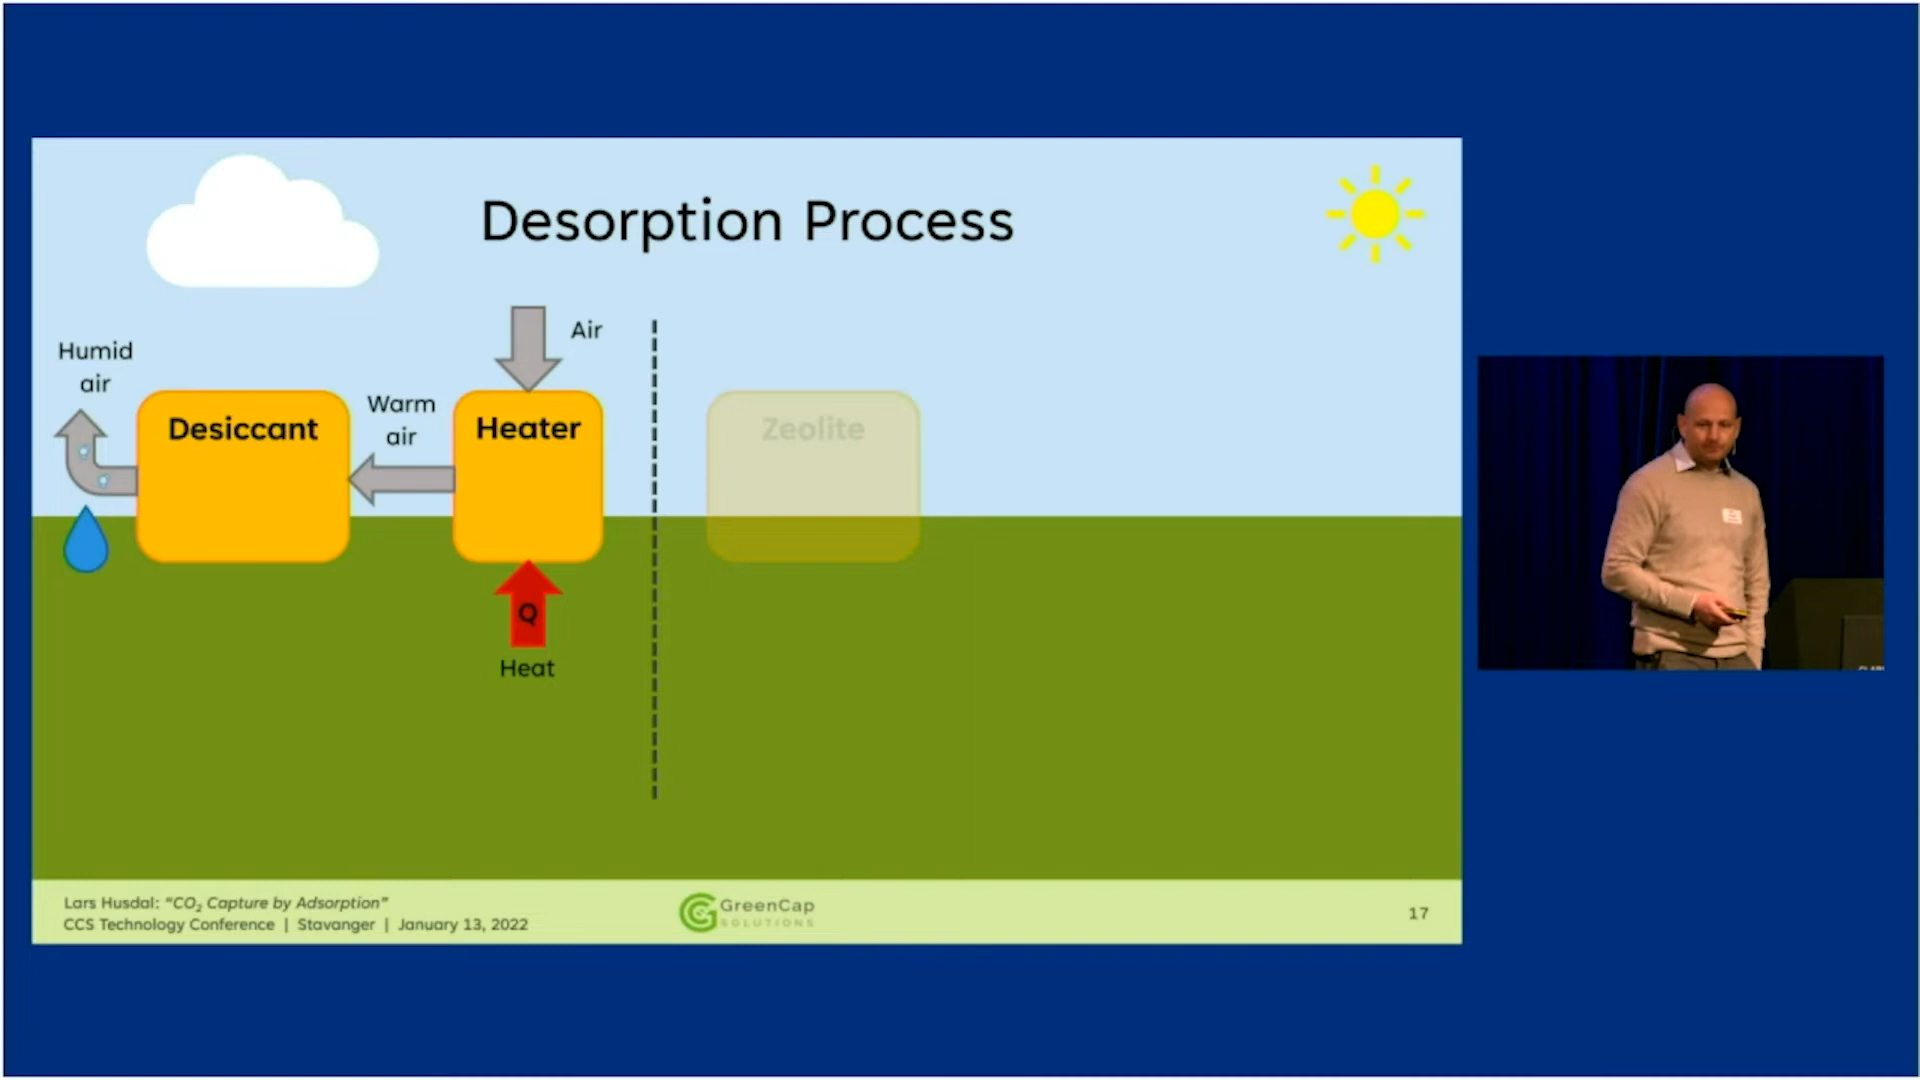 Desorption Process
Air
Humid
air
Warm
air
Desiccant
Heater
Zeolite
Q
Heat
Lars Husdal: "CO₂ Capture by Adsorption"
CCS Technology Conference | Stavanger | January 13, 2022
GreenCap
SOLUTIONS
17